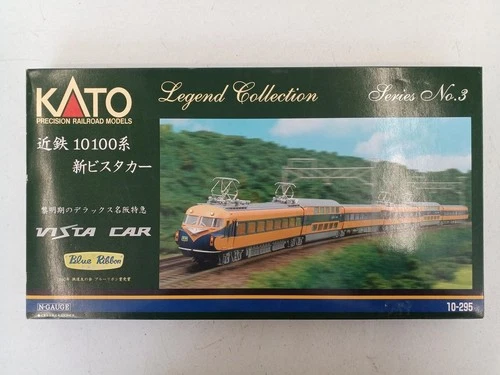 KATO
PRECISION RAILROAD MODELS
Legend Collection
Series No.3
近鉄 10100系
新ビスタカー
黎明期のデラックス名阪特急
VISTA CAR
Blue Ribbon
N-GAUGE
10-295